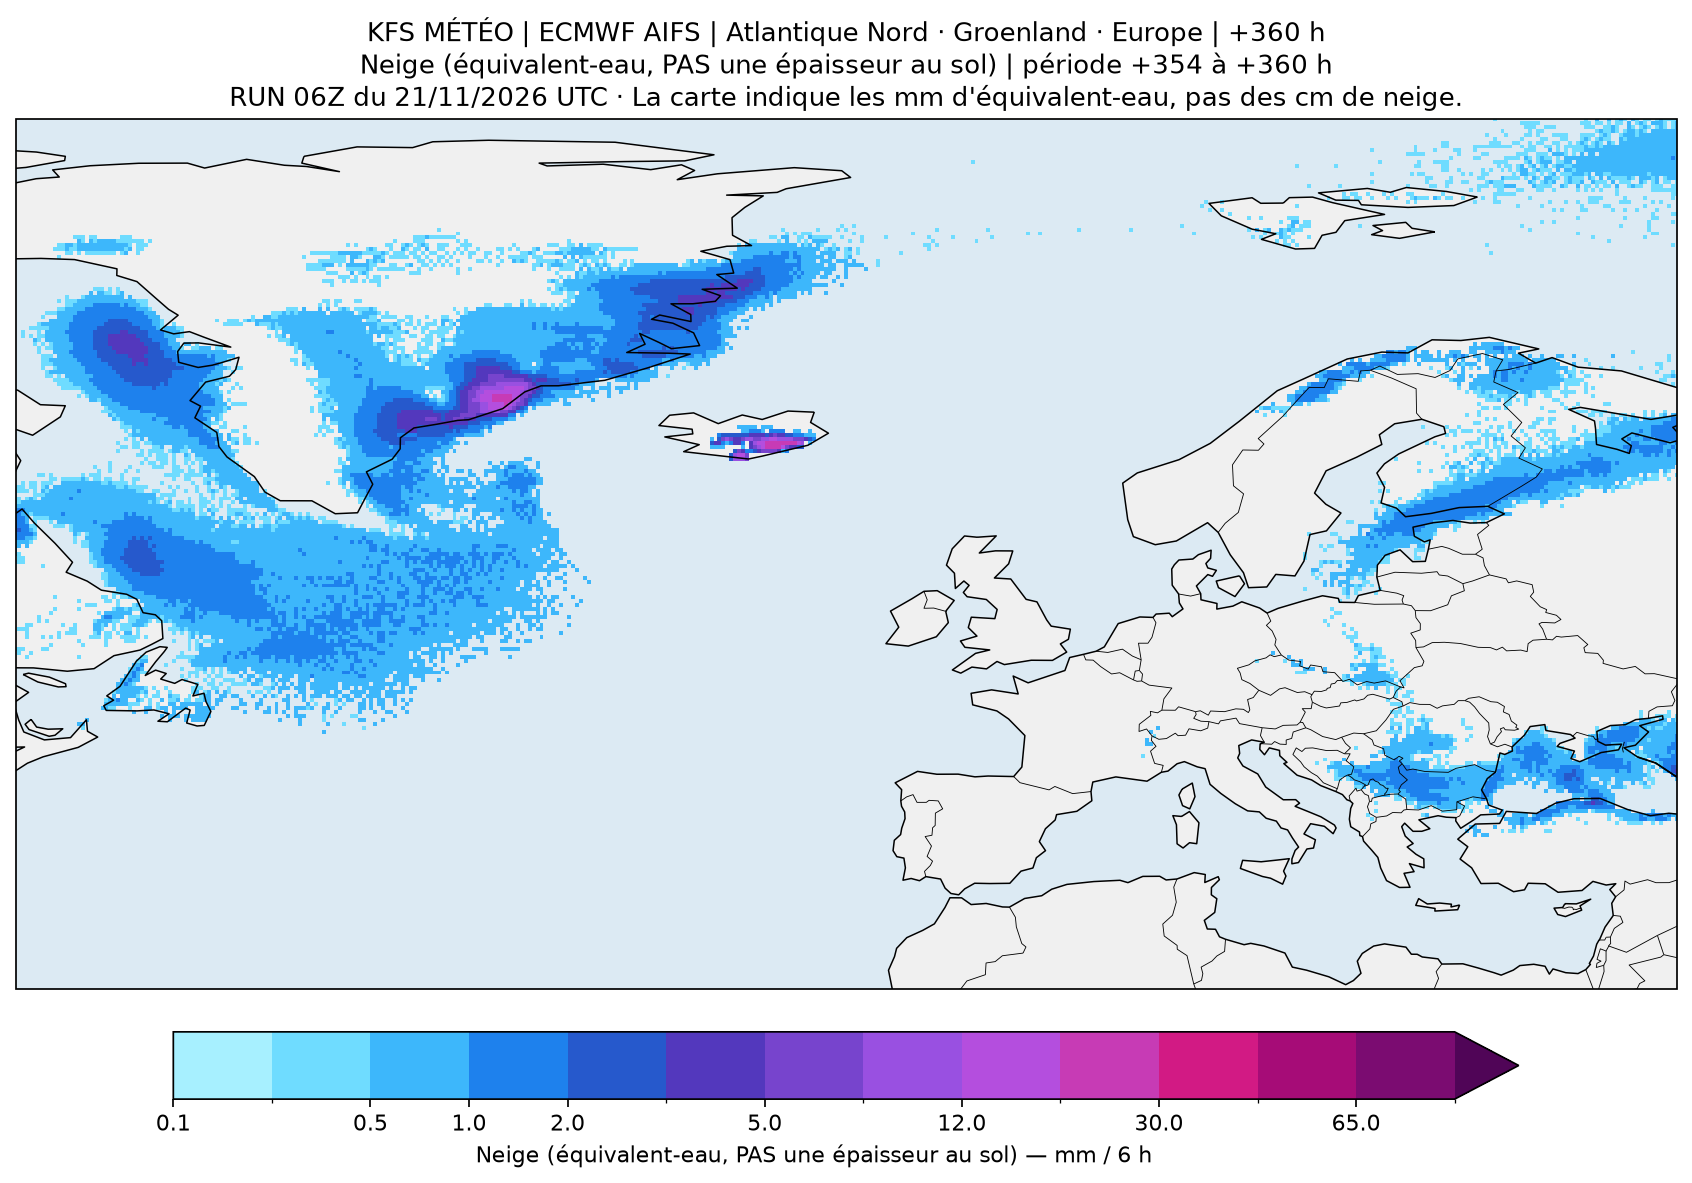 KFS MÉTÉO | ECMWF AIFS | Atlantique Nord · Groenland · Europe | +360 h
Neige (équivalent-eau, PAS une épaisseur au sol) | période +354 à +360 h
RUN 06Z du 21/11/2026 UTC · La carte indique les mm d'équivalent-eau, pas des cm de neige.
0.1 0.5 1.0 2.0 5.0 12.0 30.0 65.0
Neige (équivalent-eau, PAS une épaisseur au sol) — mm / 6 h